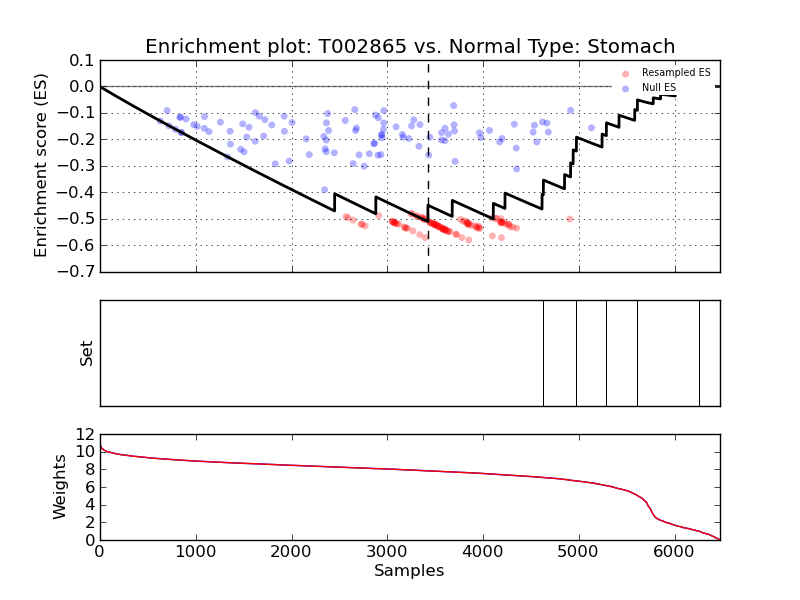 Enrichment plot: T002865 vs. Normal Type: Stomach
Enrichment score (ES)
0.1
0.0
−0.1
−0.2
−0.3
−0.4
−0.5
−0.6
−0.7
Resampled ES
Null ES
Set
Weights
12
10
8
6
4
2
0
0 1000 2000 3000 4000 5000 6000
Samples